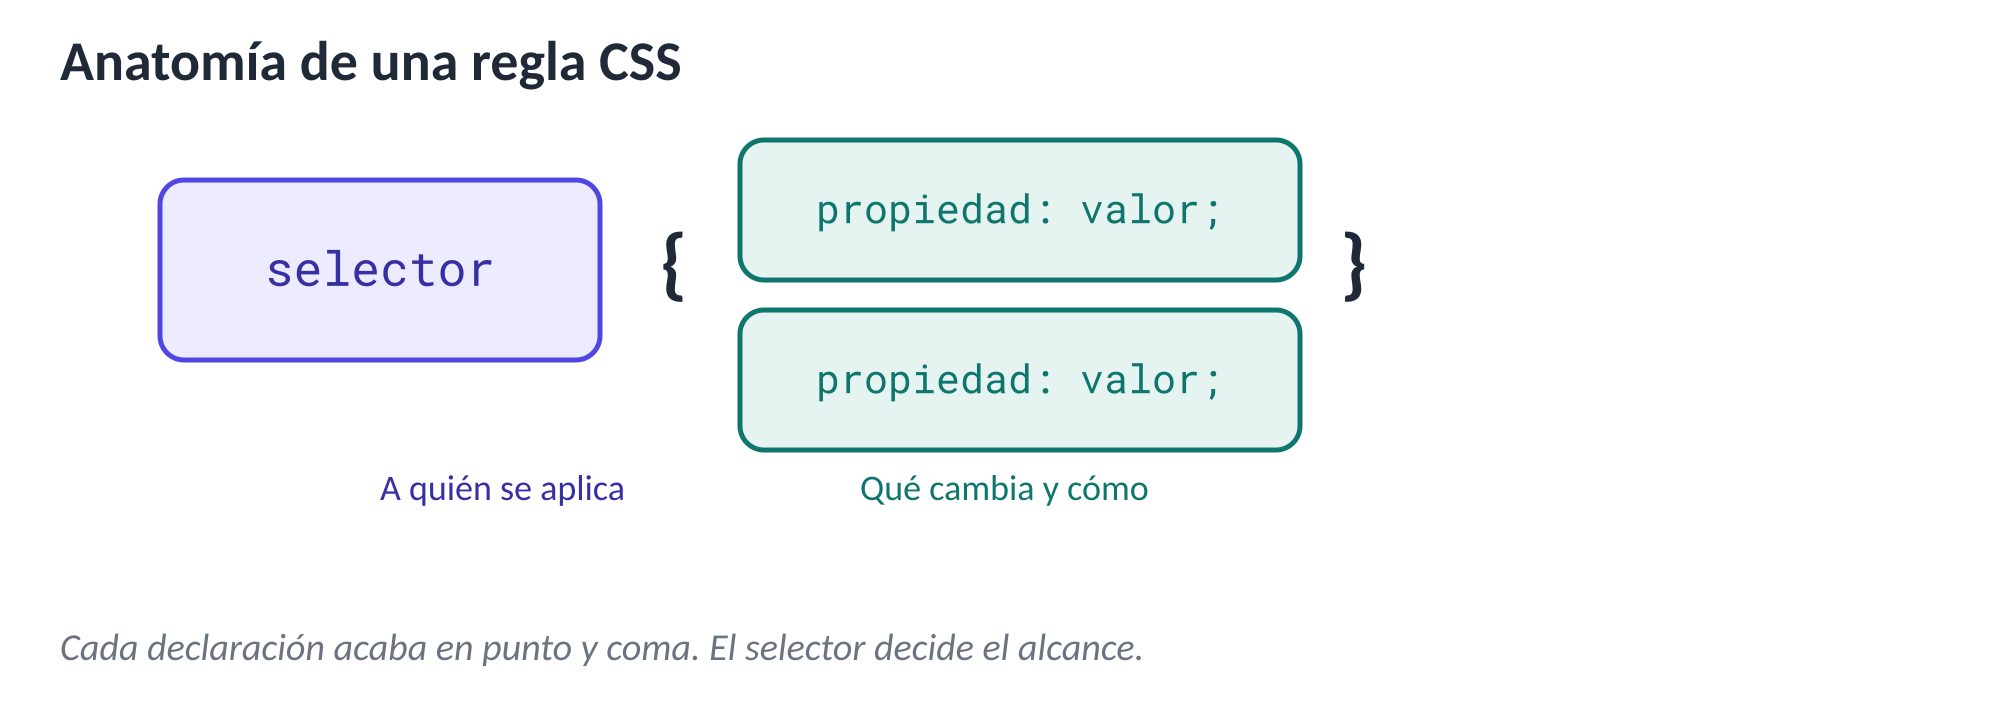 Anatomía de una regla CSS
selector
{
propiedad: valor;
propiedad: valor;
}
A quién se aplica
Qué cambia y cómo
Cada declaración acaba en punto y coma. El selector decide el alcance.